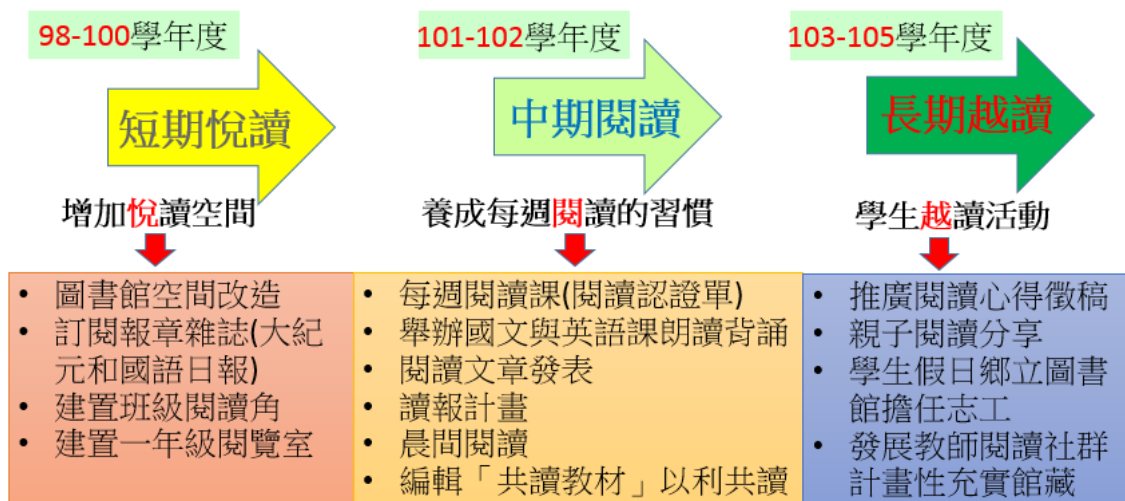 98-100學年度
短期悅讀
增加悅讀空間
• 圖書館空間改造
• 訂閱報章雜誌(大紀
元和國語日報)
• 建置班級閱讀角
• 建置一年級閱覽室
101-102學年度
中期閱讀
養成每週閱讀的習慣
• 每週閱讀課(閱讀認證單)
• 舉辦國文與英語課朗讀背誦
• 閱讀文章發表
• 讀報計畫
• 晨間閱讀
• 編輯「共讀教材」以利共讀
103-105學年度
長期越讀
學生越讀活動
• 推廣閱讀心得徵稿
• 親子閱讀分享
• 學生假日鄉立圖書
館擔任志工
• 發展教師閱讀社群
計畫性充實館藏